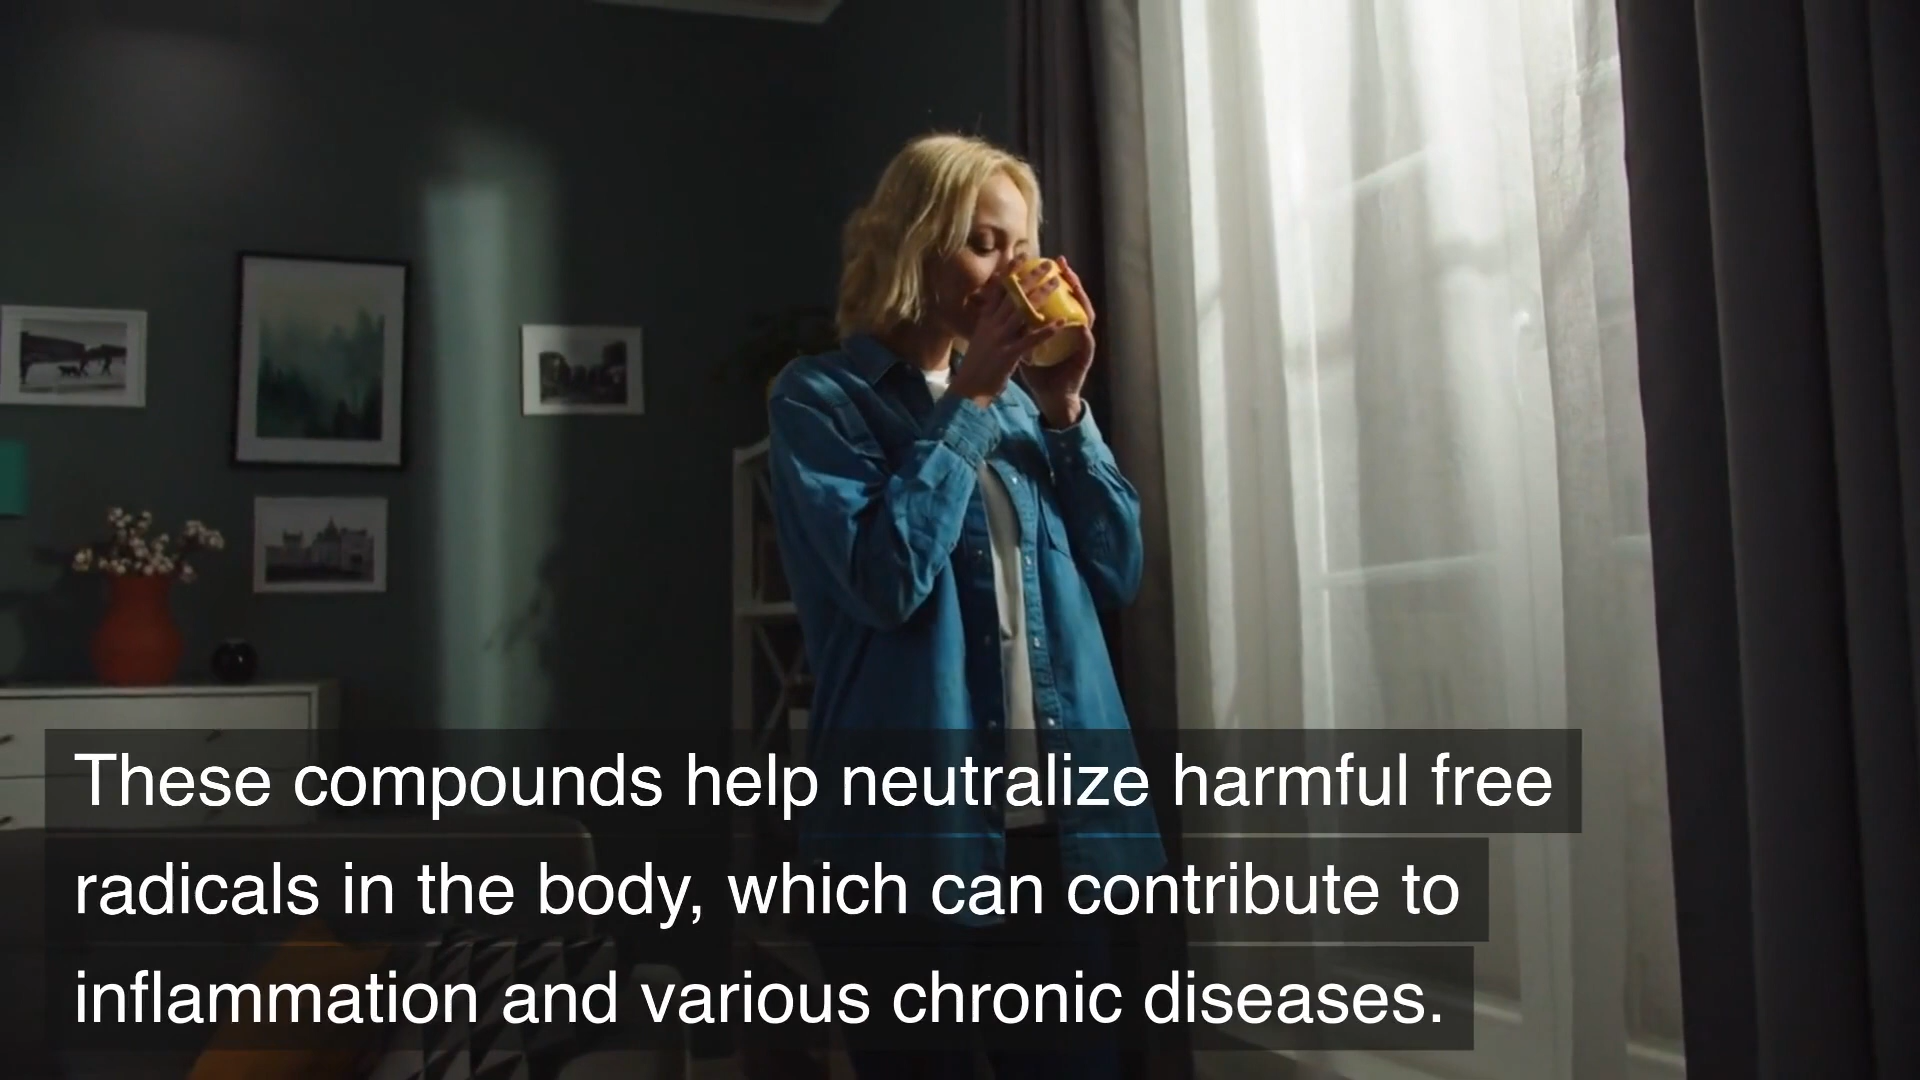 These compounds help neutralize harmful free
radicals in the body, which can contribute to
inflammation and various chronic diseases.